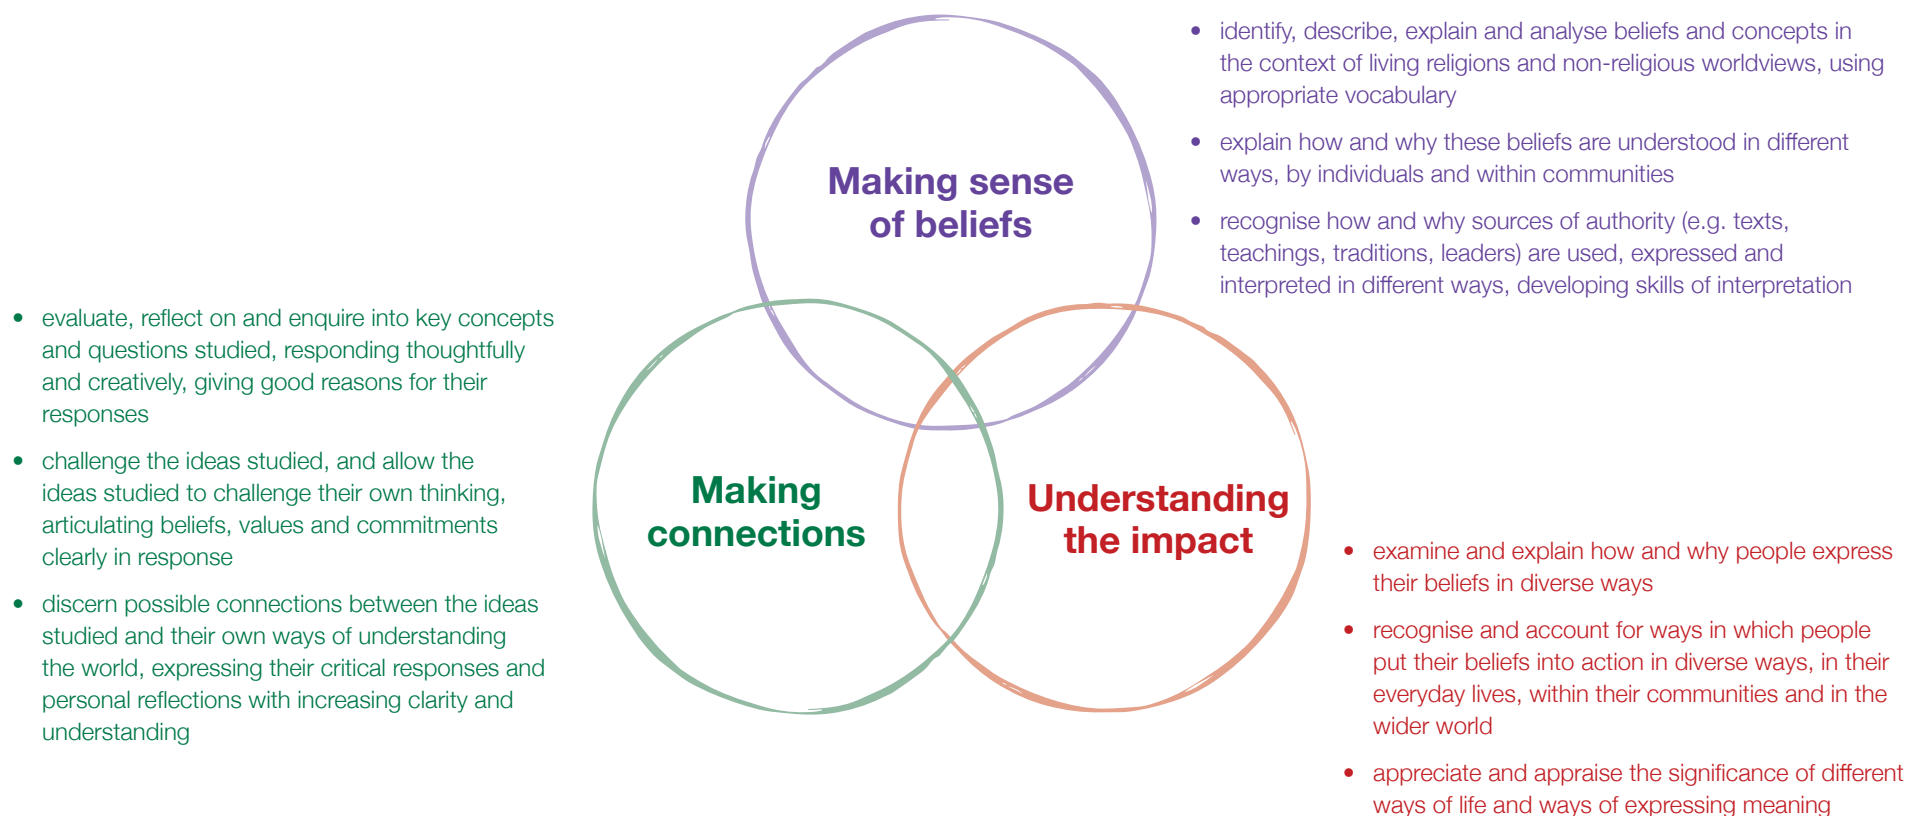 Making sense
of beliefs
• identify, describe, explain and analyse beliefs and concepts in
the context of living religions and non-religious worldviews, using
appropriate vocabulary
• explain how and why these beliefs are understood in different
ways, by individuals and within communities
• recognise how and why sources of authority (e.g. texts,
teachings, traditions, leaders) are used, expressed and
interpreted in different ways, developing skills of interpretation
Making
connections
• evaluate, reflect on and enquire into key concepts
and questions studied, responding thoughtfully
and creatively, giving good reasons for their
responses
• challenge the ideas studied, and allow the
ideas studied to challenge their own thinking,
articulating beliefs, values and commitments
clearly in response
• discern possible connections between the ideas
studied and their own ways of understanding
the world, expressing their critical responses and
personal reflections with increasing clarity and
understanding
Understanding
the impact
• examine and explain how and why people express
their beliefs in diverse ways
• recognise and account for ways in which people
put their beliefs into action in diverse ways, in their
everyday lives, within their communities and in the
wider world
• appreciate and appraise the significance of different
ways of life and ways of expressing meaning